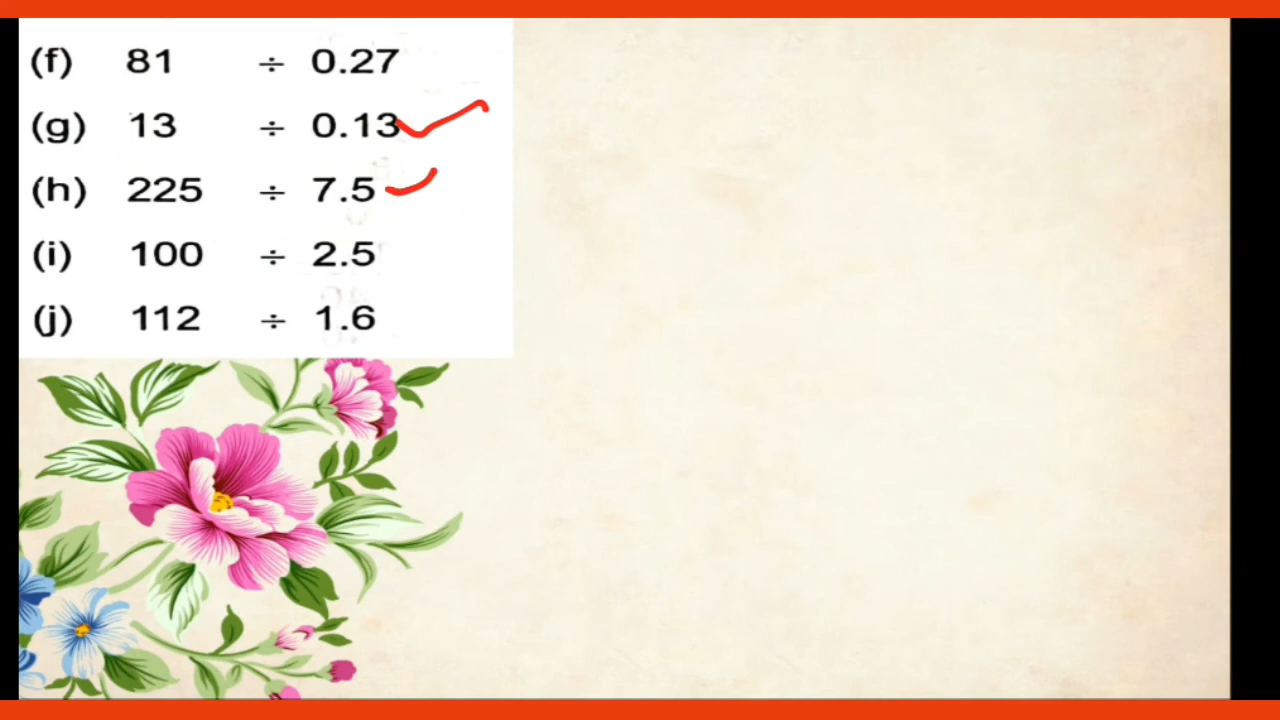 (f) 81 ÷ 0.27
(g) 13 ÷ 0.13
(h) 225 ÷ 7.5
(i) 100 ÷ 2.5
(j) 112 ÷ 1.6